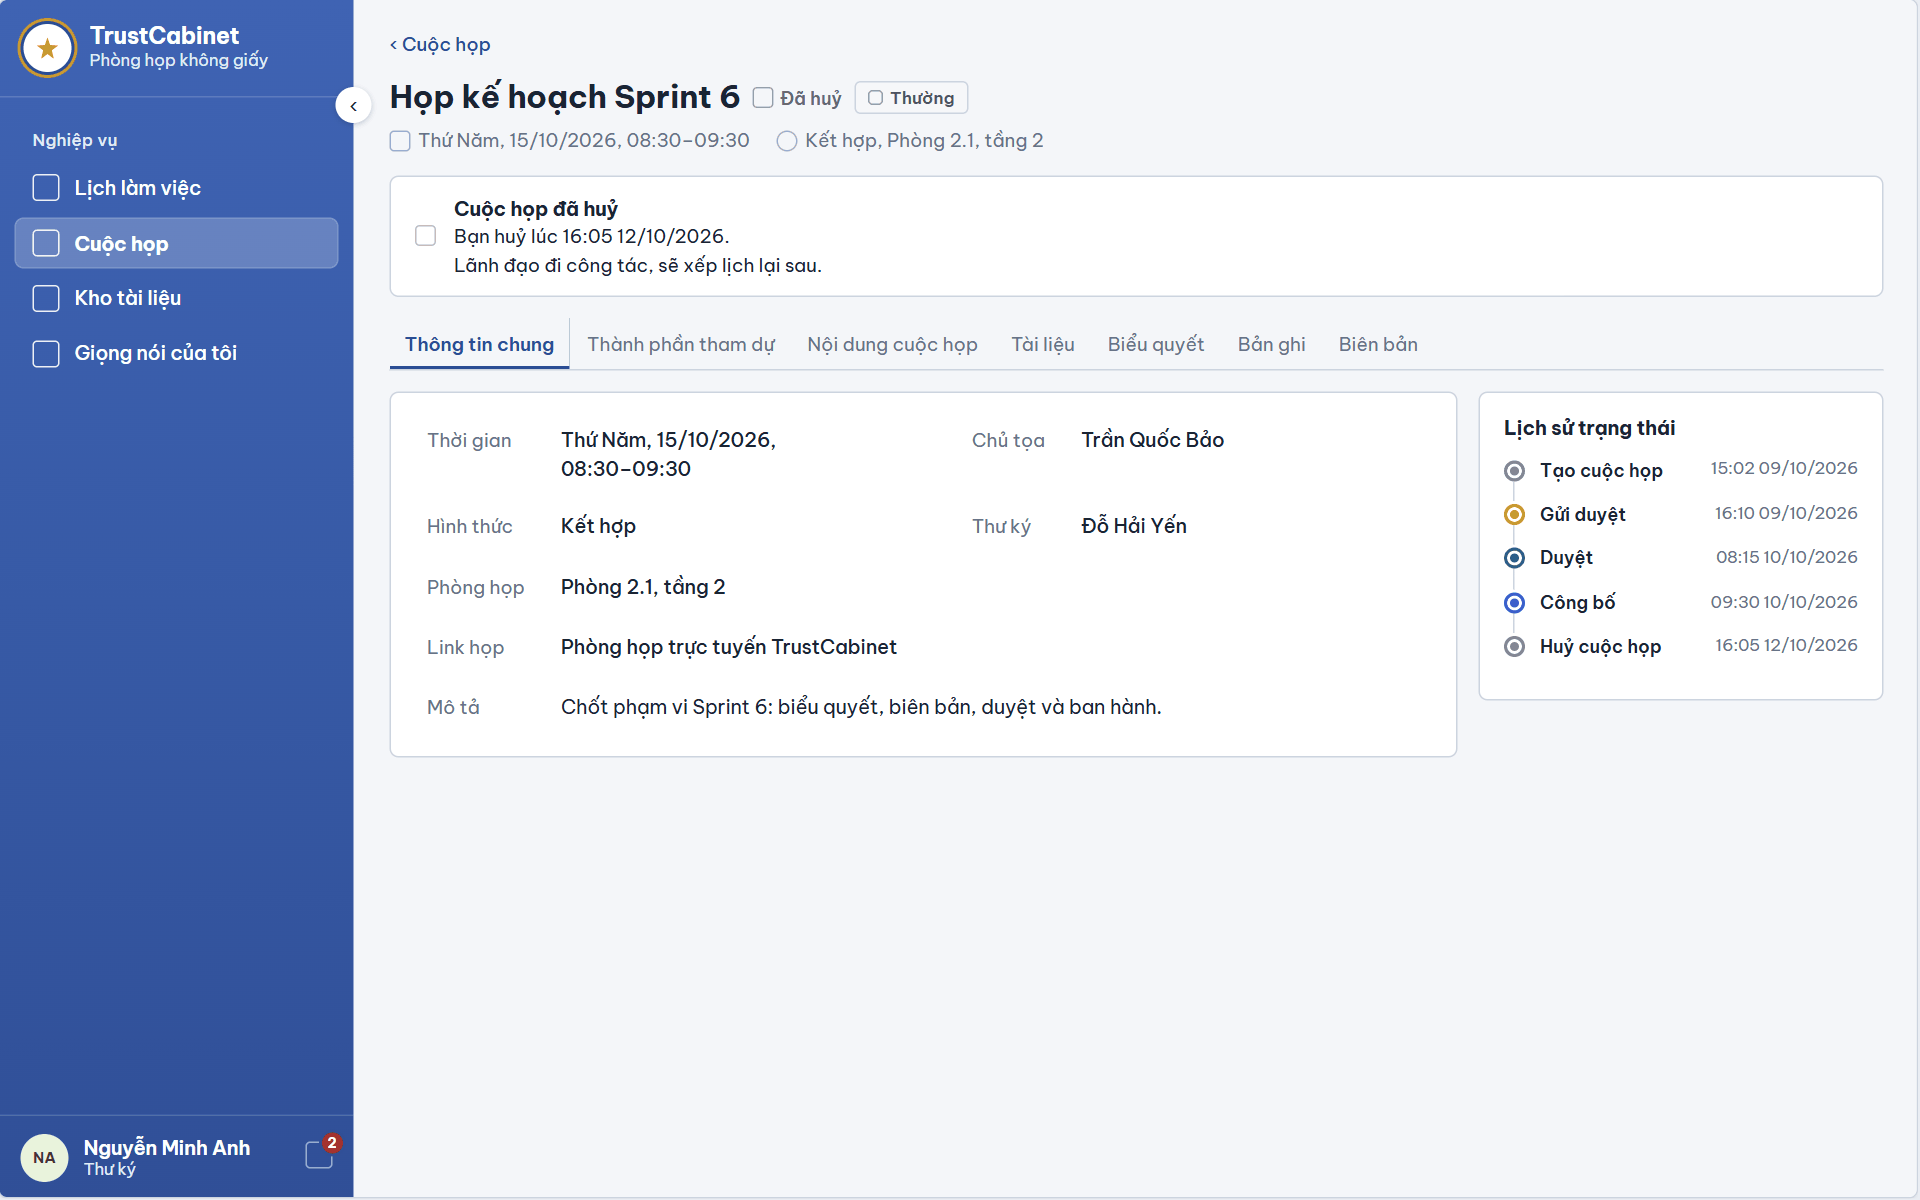 TrustCabinet
Phòng họp không giấy
Nghiệp vụ
Lịch làm việc
Cuộc họp
Kho tài liệu
Giọng nói của tôi
NA
Nguyễn Minh Anh
Thư ký
2
‹ Cuộc họp
Họp kế hoạch Sprint 6
Đã huỷ
Thường
Thứ Năm, 15/10/2026, 08:30–09:30
Kết hợp, Phòng 2.1, tầng 2
Cuộc họp đã huỷ
Bạn huỷ lúc 16:05 12/10/2026.
Lãnh đạo đi công tác, sẽ xếp lịch lại sau.
Thông tin chung
Thành phần tham dự
Nội dung cuộc họp
Tài liệu
Biểu quyết
Bản ghi
Biên bản
Thời gian
Thứ Năm, 15/10/2026,
08:30–09:30
Chủ tọa
Trần Quốc Bảo
Hình thức
Kết hợp
Thư ký
Đỗ Hải Yến
Phòng họp
Phòng 2.1, tầng 2
Link họp
Phòng họp trực tuyến TrustCabinet
Mô tả
Chốt phạm vi Sprint 6: biểu quyết, biên bản, duyệt và ban hành.
Lịch sử trạng thái
Tạo cuộc họp
15:02 09/10/2026
Gửi duyệt
16:10 09/10/2026
Duyệt
08:15 10/10/2026
Công bố
09:30 10/10/2026
Huỷ cuộc họp
16:05 12/10/2026